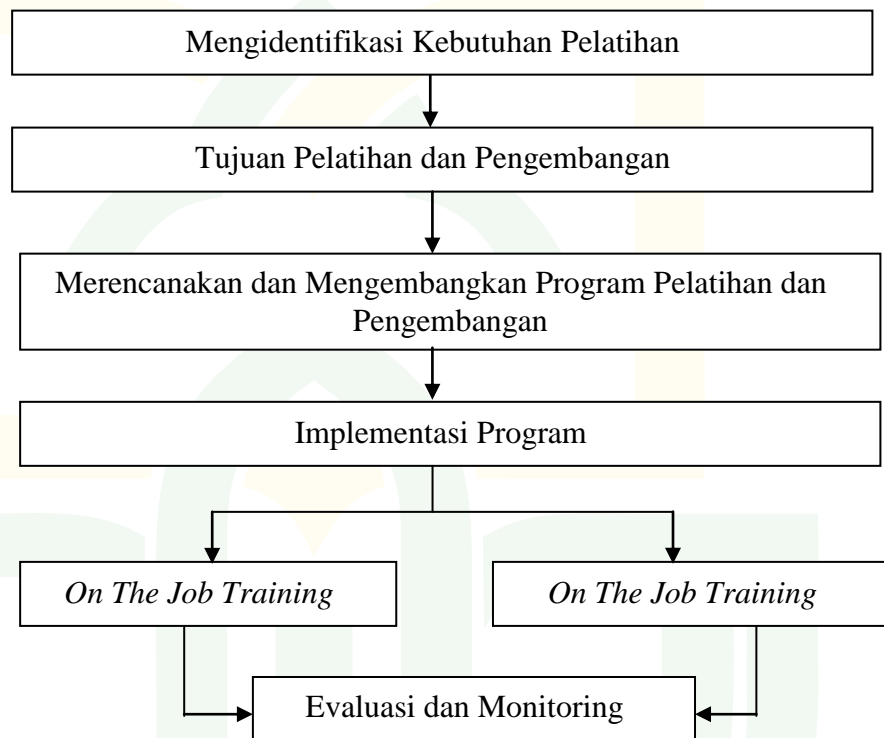 Mengidentifikasi Kebutuhan Pelatihan
Tujuan Pelatihan dan Pengembangan
Merencanakan dan Mengembangkan Program Pelatihan dan
Pengembangan
Implementasi Program
On The Job Training
On The Job Training
Evaluasi dan Monitoring